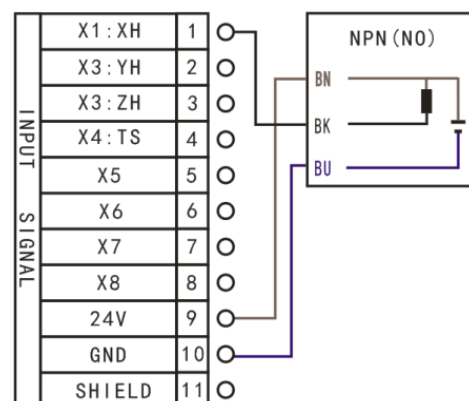 INPUT SIGNAL
X1:XH 1
X3:YH 2
X3:ZH 3
X4:TS 4
X5 5
X6 6
X7 7
X8 8
24V 9
GND 10
SHIELD 11
NPN(NO)
BN
BK
BU